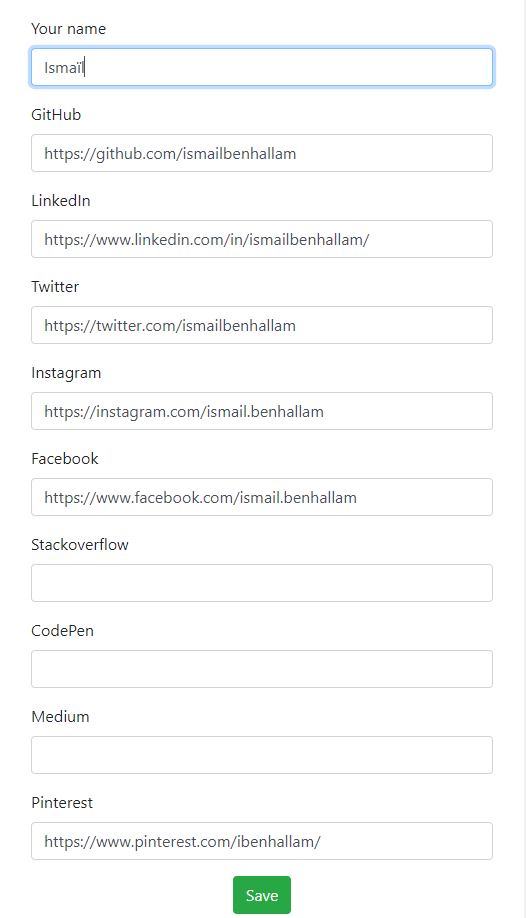 Your name
Ismaïl
GitHub
https://github.com/ismailbenhallam
LinkedIn
https://www.linkedin.com/in/ismailbenhallam/
Twitter
https://twitter.com/ismailbenhallam
Instagram
https://instagram.com/ismail.benhallam
Facebook
https://www.facebook.com/ismail.benhallam
Stackoverflow
CodePen
Medium
Pinterest
https://www.pinterest.com/ibenhallam/
Save